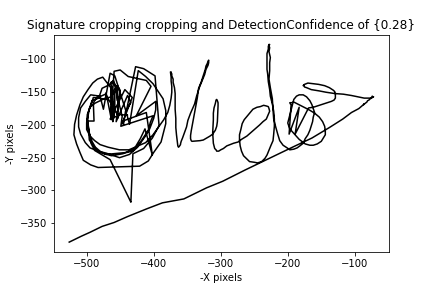 Signature cropping cropping and DetectionConfidence of {0.28}
−100
−150
−200
−250
−300
−350
-Y pixels
−500 −400 −300 −200 −100
-X pixels